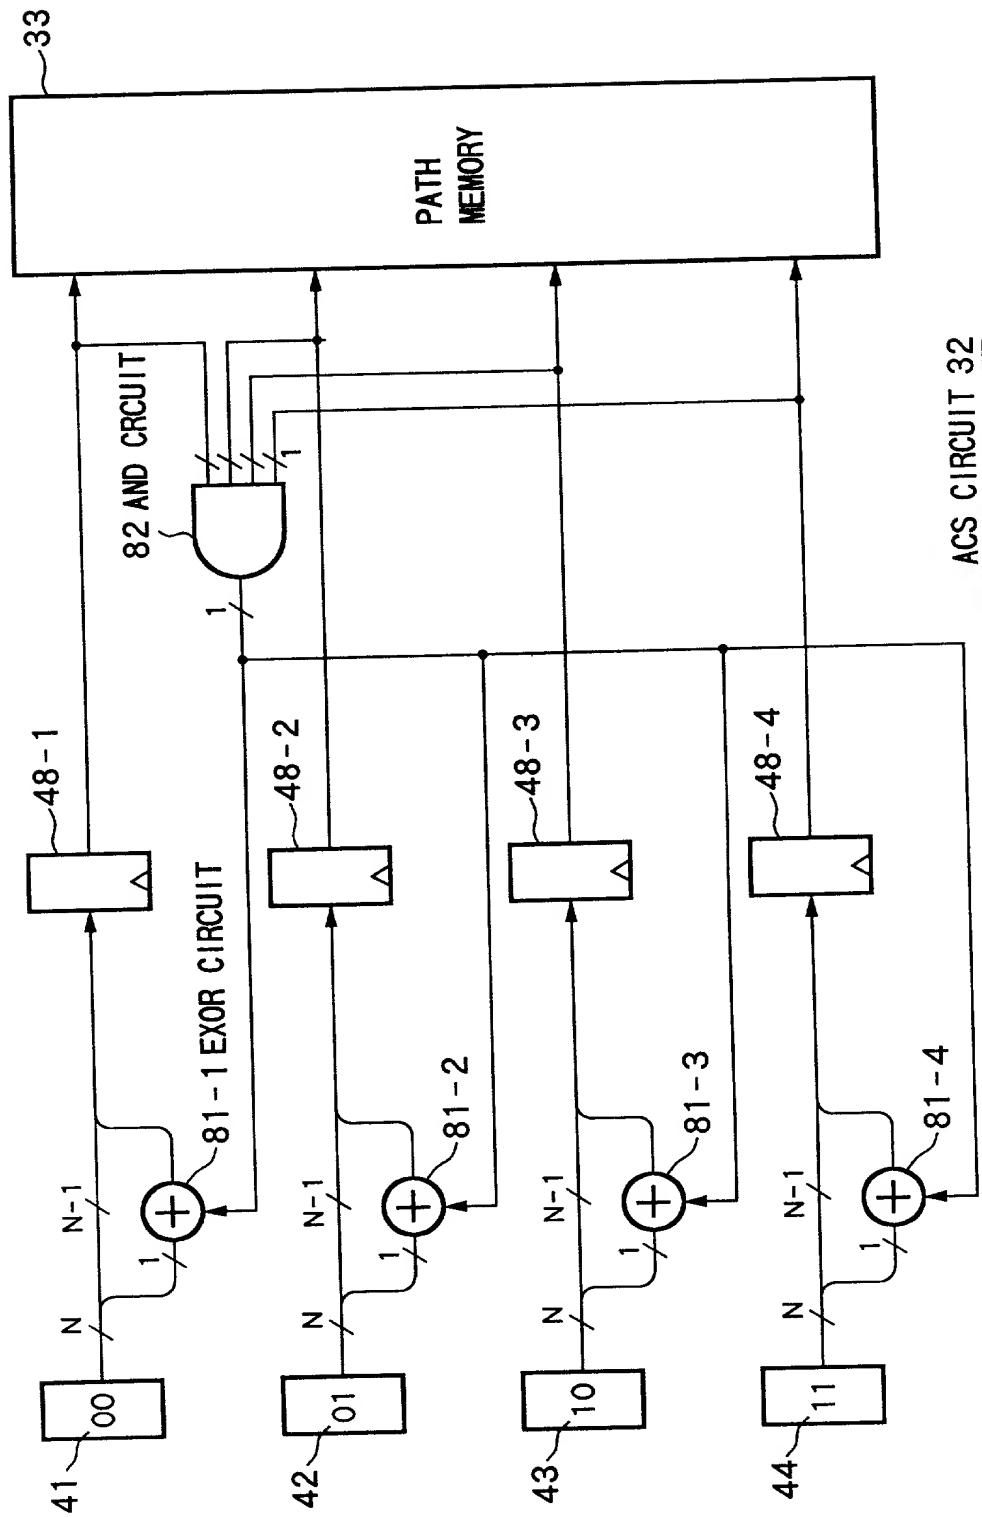 41
00
N
N-1
1
81-1 EXOR CIRCUIT
48-1
82 AND CRCUIT
1
1
33
PATH
MEMORY
42
01
N
N-1
1
81-2
48-2
43
10
N
N-1
1
81-3
48-3
44
11
N
N-1
1
81-4
48-4
ACS CIRCUIT 32